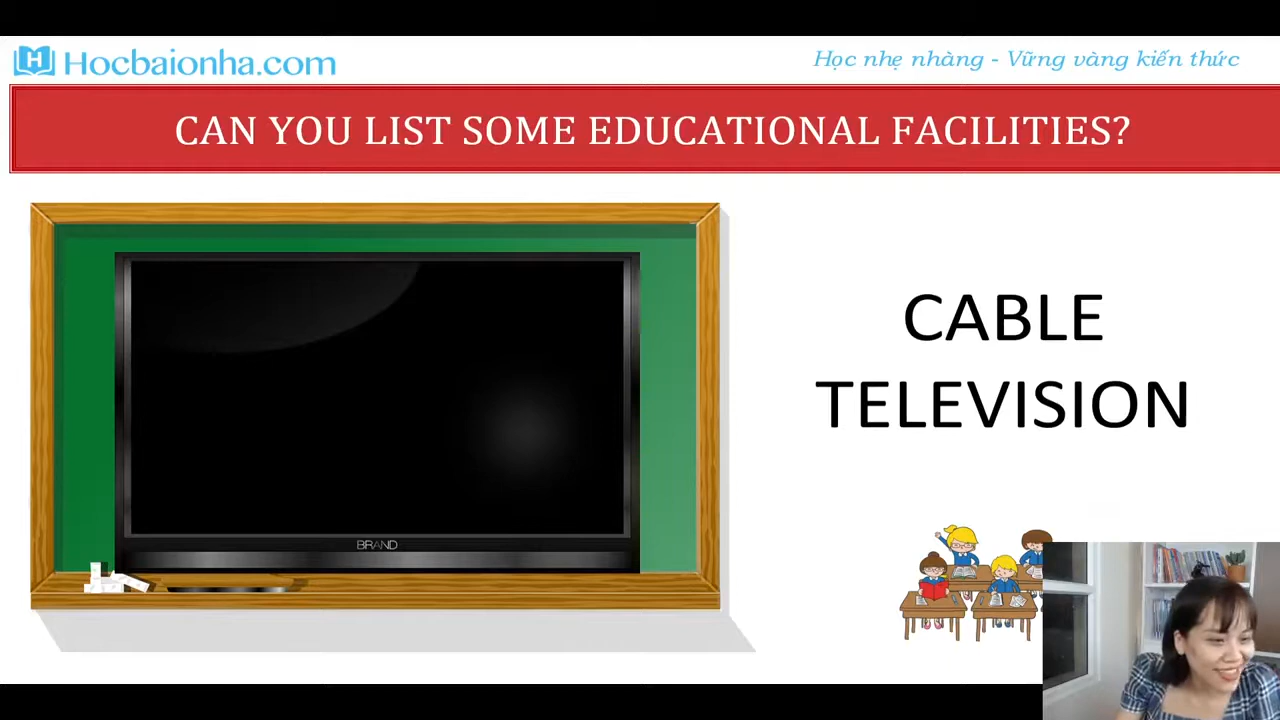 Hocbaionha.com
Học nhẹ nhàng - Vững vàng kiến thức
CAN YOU LIST SOME EDUCATIONAL FACILITIES?
CABLE
TELEVISION
BRAND